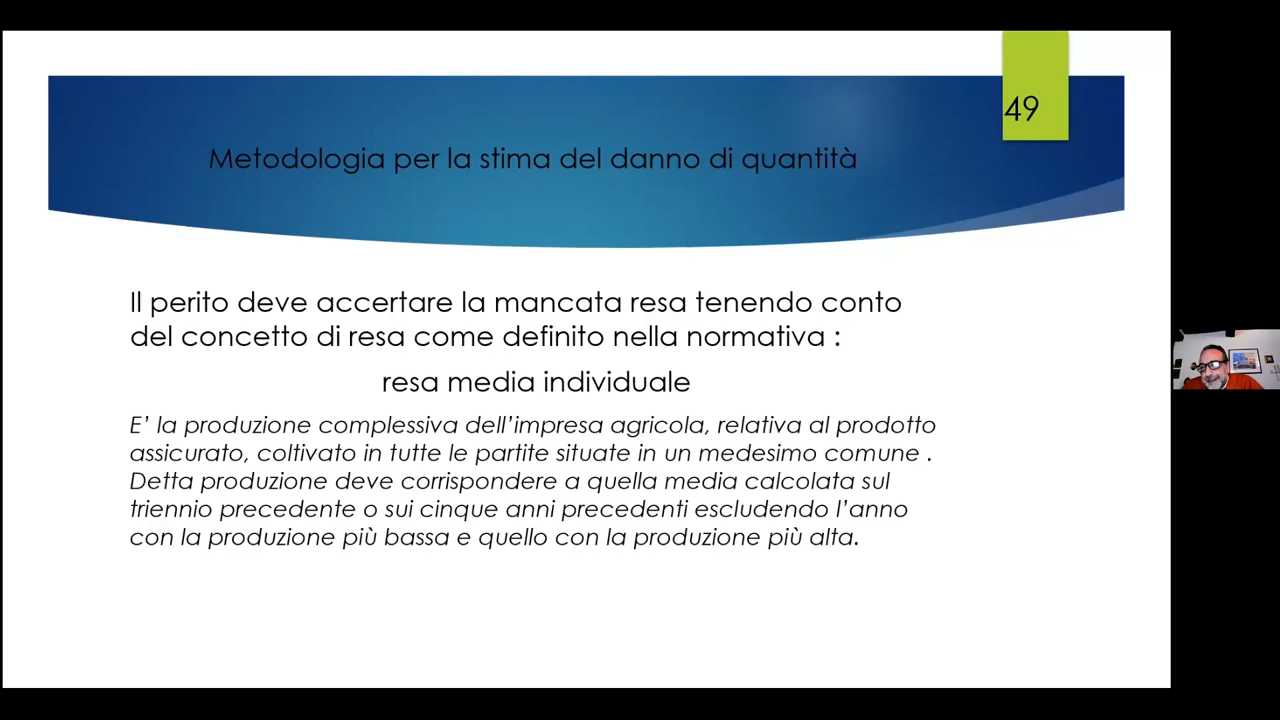 49
Metodologia per la stima del danno di quantità
Il perito deve accertare la mancata resa tenendo conto
del concetto di resa come definito nella normativa :
resa media individuale
E’ la produzione complessiva dell’impresa agricola, relativa al prodotto
assicurato, coltivato in tutte le partite situate in un medesimo comune .
Detta produzione deve corrispondere a quella media calcolata sul
triennio precedente o sui cinque anni precedenti escludendo l’anno
con la produzione più bassa e quello con la produzione più alta.